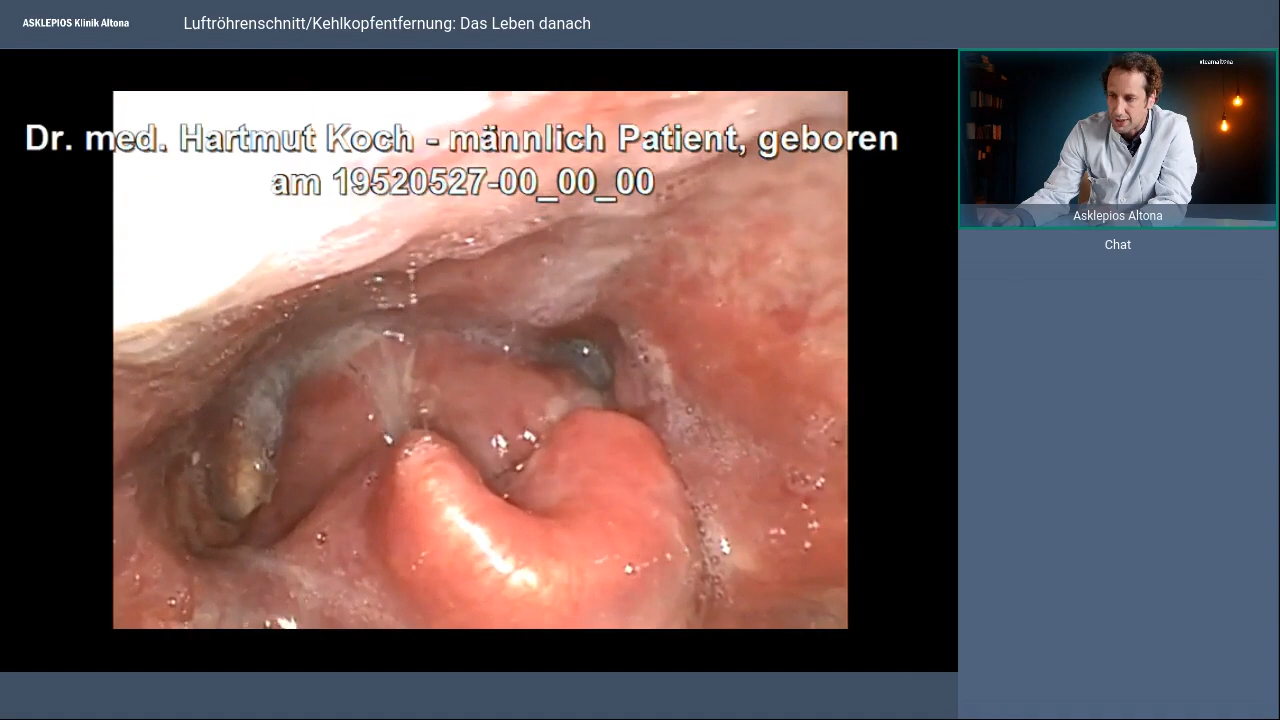 ASKLEPIOS Klinik Altona
Luftröhrenschnitt/Kehlkopfentfernung: Das Leben danach
Dr. med. Hartmut Koch - männlich Patient, geboren
am 19520527-00_00_00
#teamaltona
Asklepios Altona
Chat